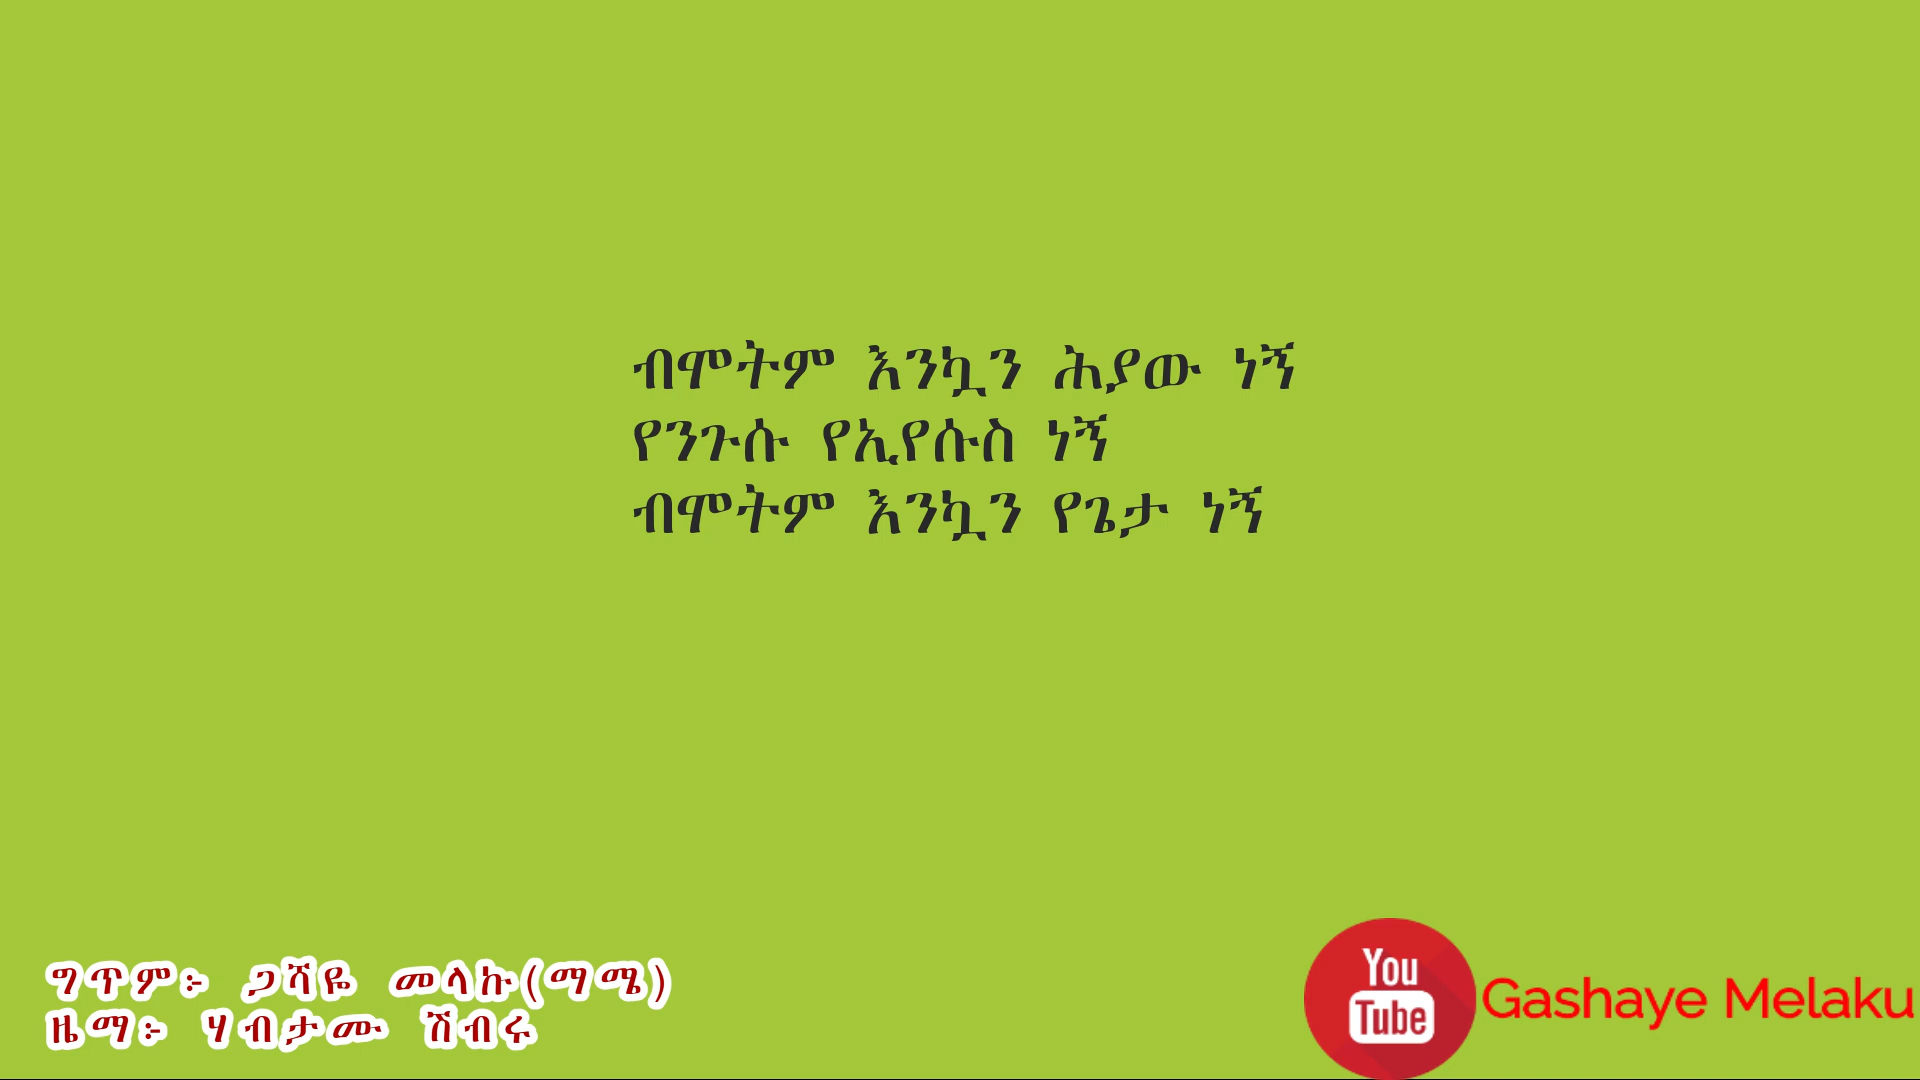 ብሞትም እንኳን ሕያው ነኝ
የንጉሱ የኢየሱስ ነኝ
ብሞትም እንኳን የጌታ ነኝ
ግጥም፦ ጋሻዬ መላኩ(ማሜ)
ዜማ፦ ሃብታሙ ሽብሩ
You
Tube
Gashaye Melaku